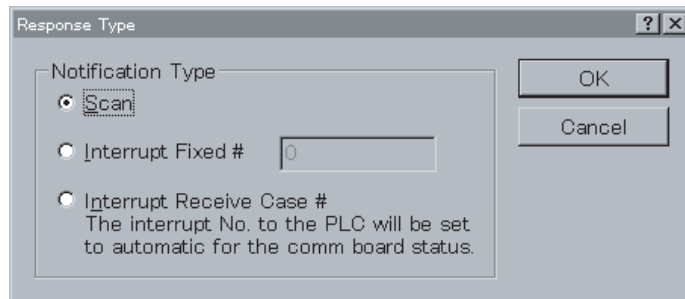 Response Type
Notification Type
Scan
Interrupt Fixed #
0
Interrupt Receive Case #
The interrupt No. to the PLC will be set
to automatic for the comm board status.
OK
Cancel